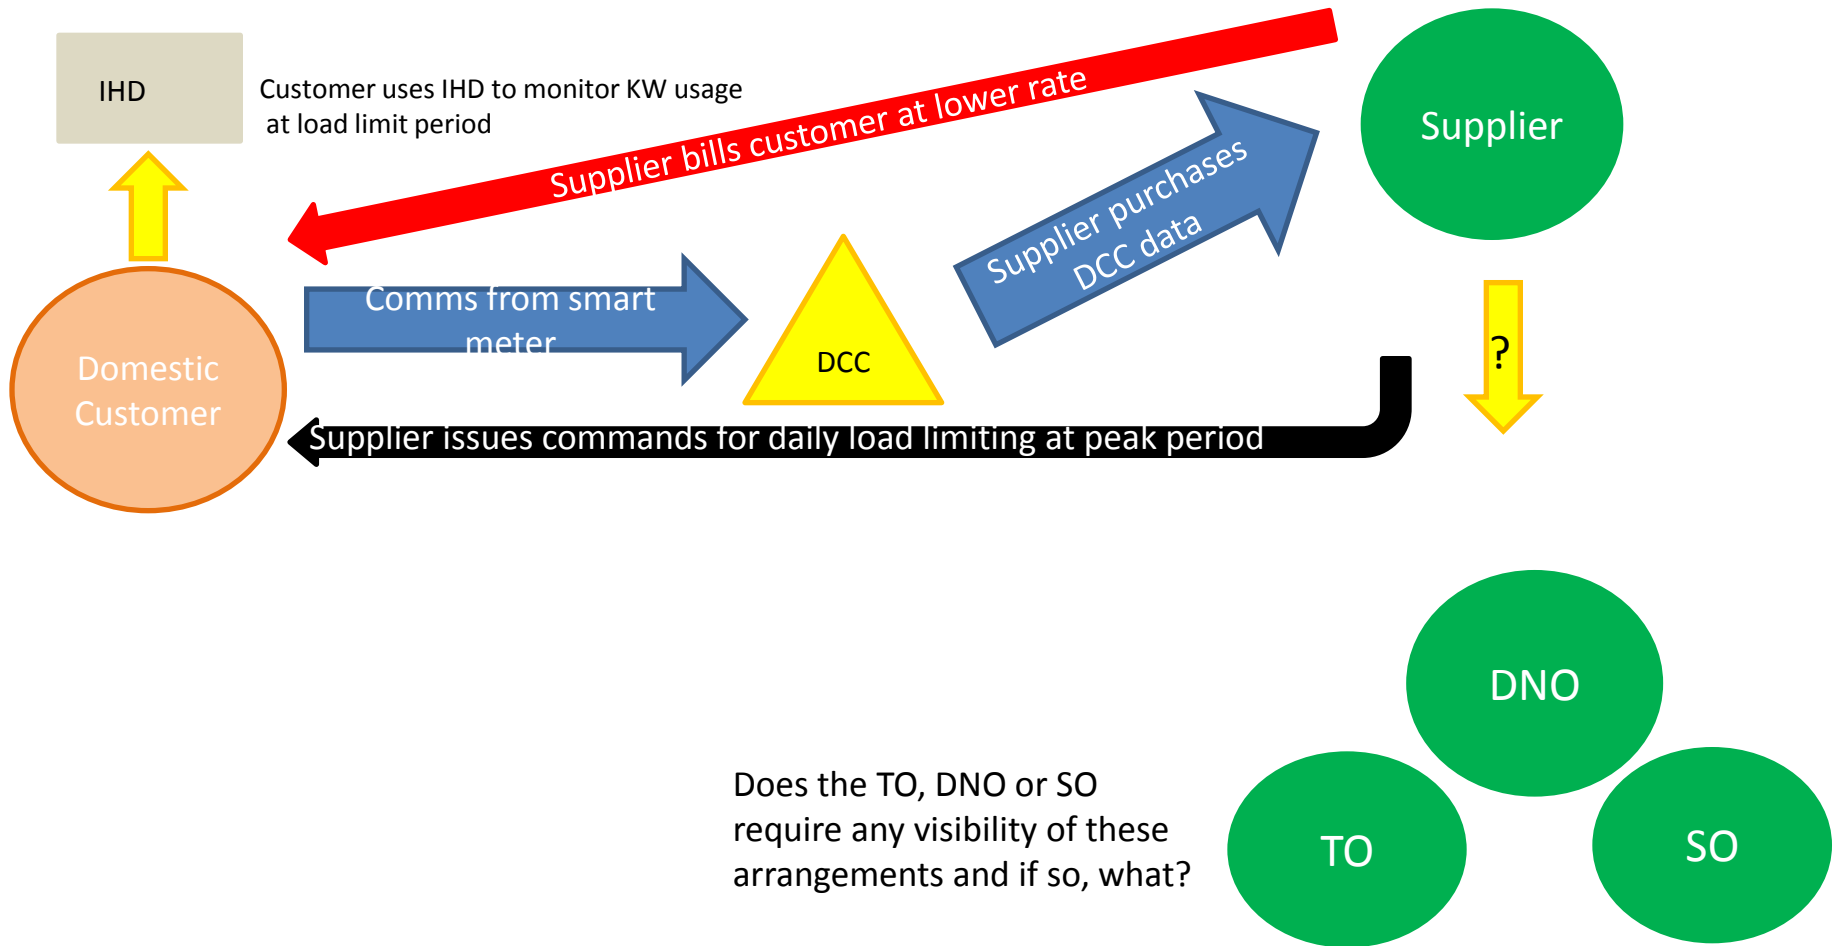 IHD
Customer uses IHD to monitor KW usage
at load limit period
Supplier bills customer at lower rate
Supplier purchases
DCC data
Supplier
Comms from smart
meter
DCC
?
Domestic
Customer
Supplier issues commands for daily load limiting at peak period
DNO
Does the TO, DNO or SO
require any visibility of these
arrangements and if so, what?
TO
SO